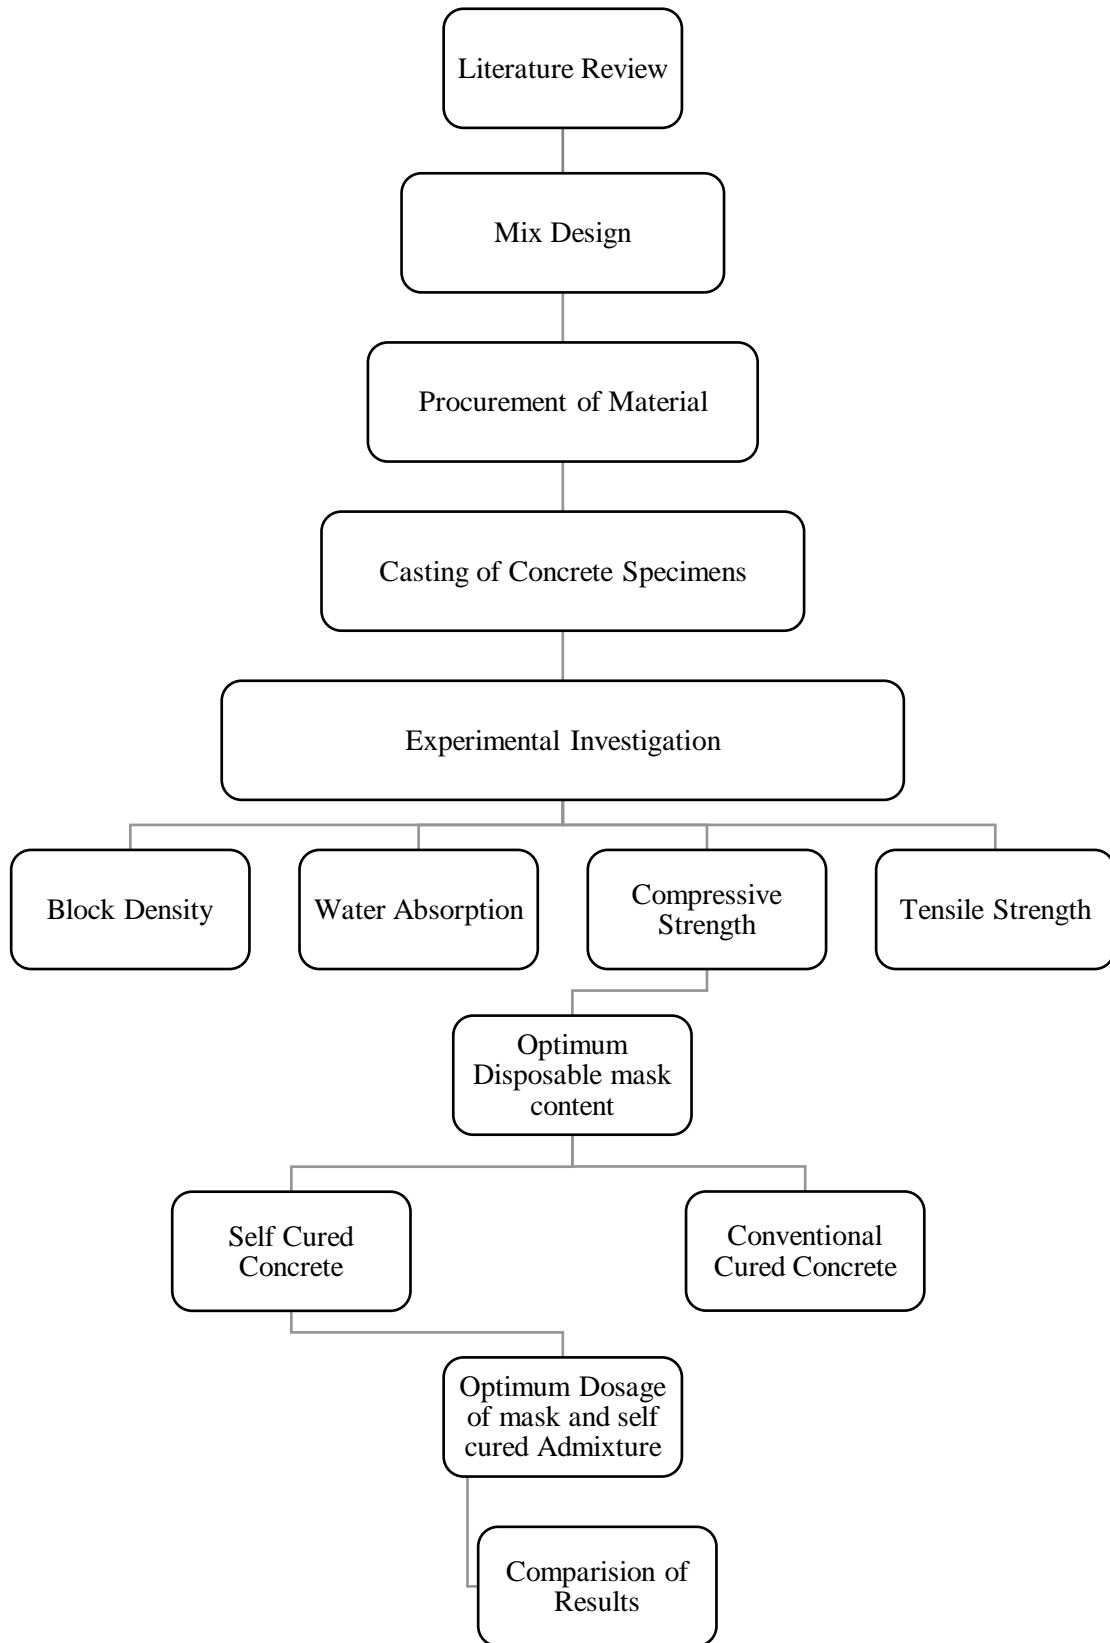 Literature Review
Mix Design
Procurement of Material
Casting of Concrete Specimens
Experimental Investigation
Block Density
Water Absorption
Compressive
Strength
Tensile Strength
Optimum
Disposable mask
content
Self Cured
Concrete
Conventional
Cured Concrete
Optimum Dosage
of mask and self
cured Admixture
Comparision of
Results